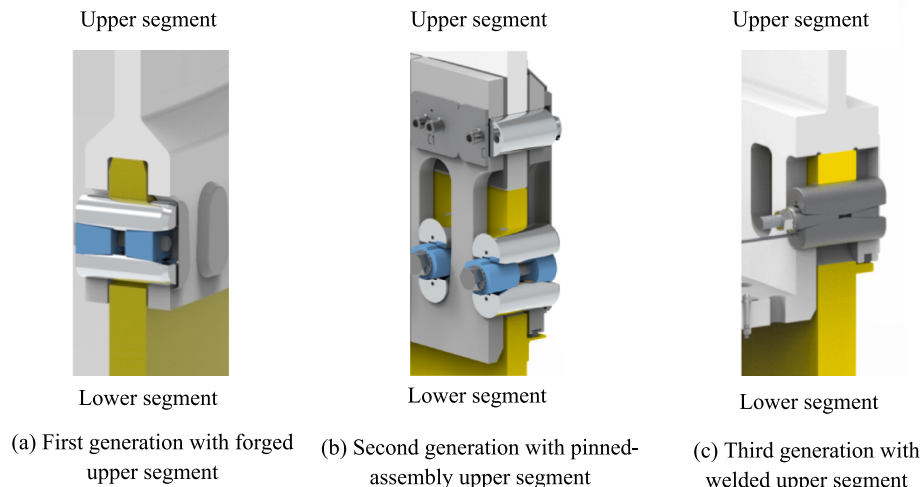 Upper segment
Upper segment
Upper segment
Lower segment
Lower segment
Lower segment
(a) First generation with forged
upper segment
(b) Second generation with pinned-
assembly upper segment
(c) Third generation with
welded upper segment